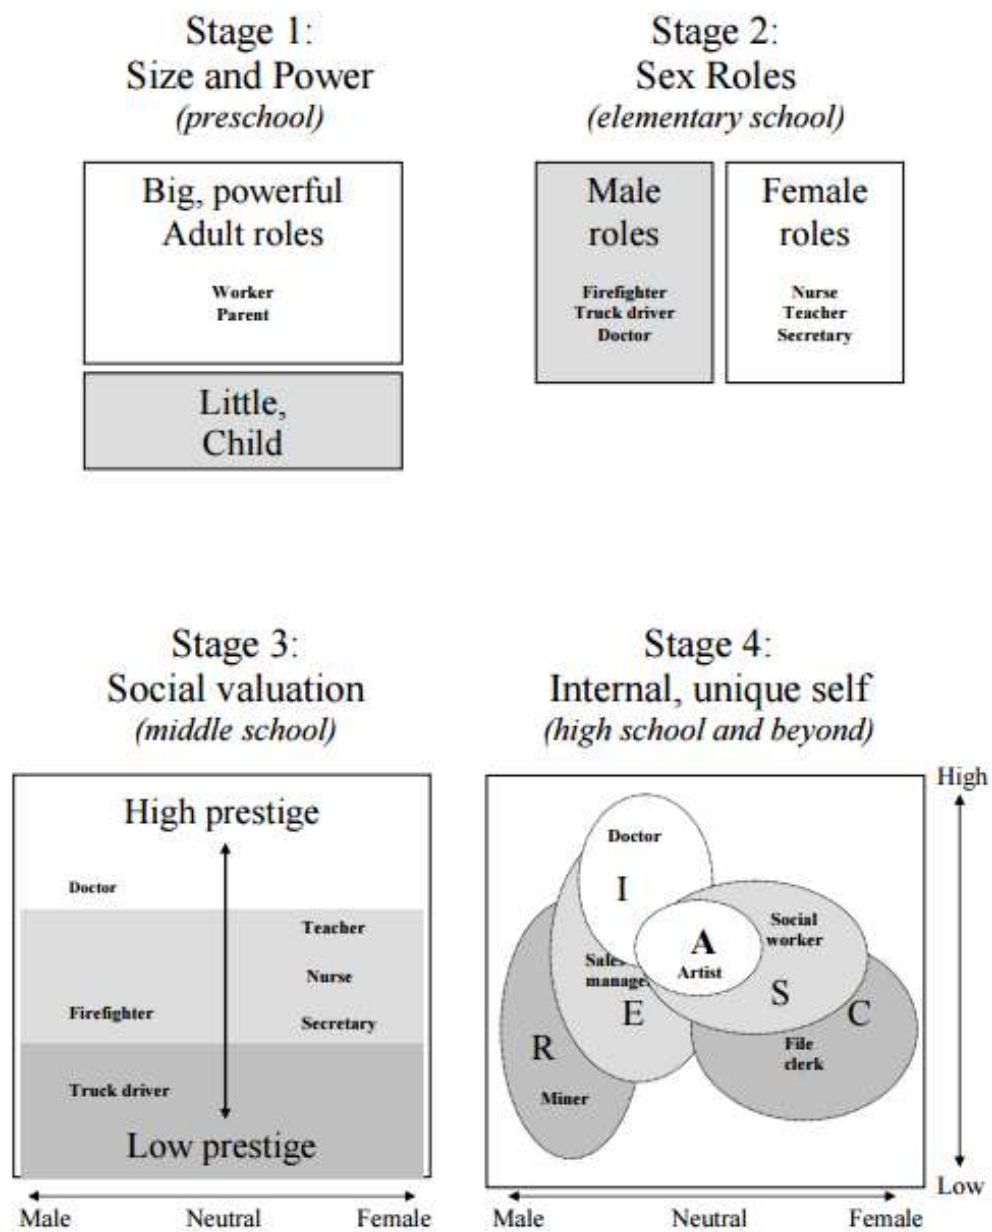 Stage 1:
Size and Power
(preschool)
Big, powerful
Adult roles
Worker
Parent
Little,
Child
Stage 2:
Sex Roles
(elementary school)
Male
roles
Firefighter
Truck driver
Doctor
Female
roles
Nurse
Teacher
Secretary
Stage 3:
Social valuation
(middle school)
High prestige
Doctor
Teacher
Nurse
Firefighter
Secretary
Truck driver
Low prestige
Male Neutral Female
Stage 4:
Internal, unique self
(high school and beyond)
High
Doctor
I
Social
worker
A
Artist
Sales
manager
S
E
C
R
File
clerk
Miner
Low
Male Neutral Female